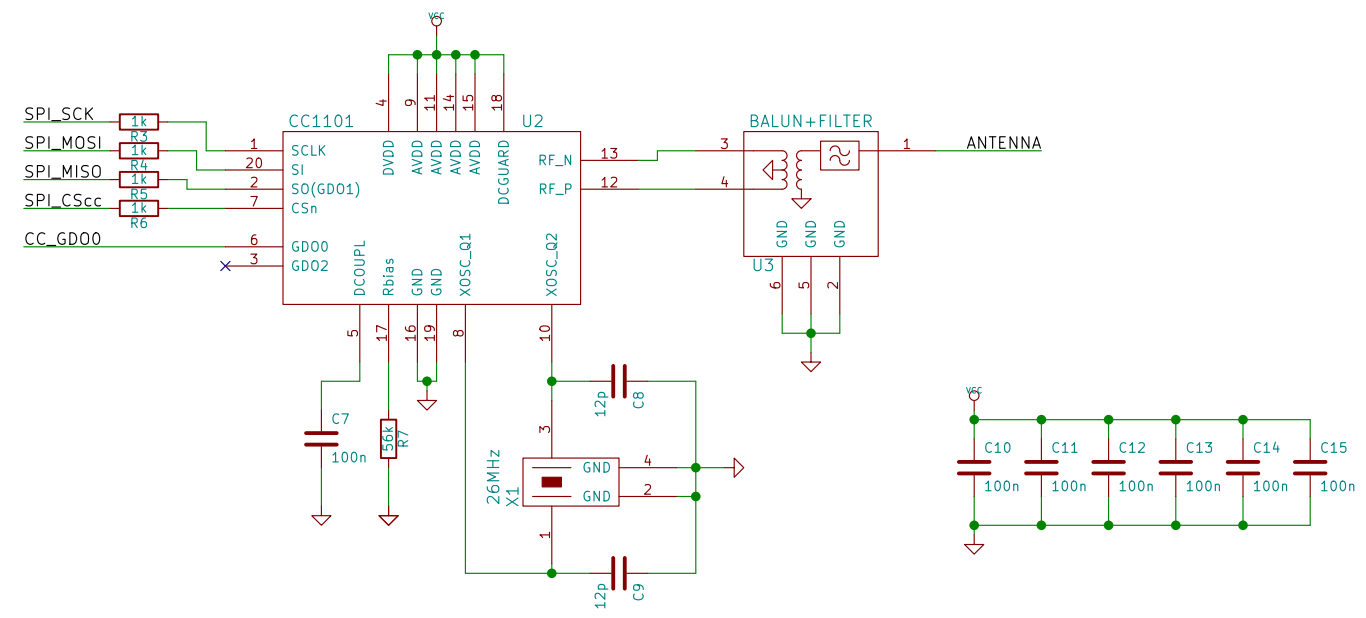 VCC
CC1101
U2
4
9
11
14
15
18
DVDD
AVDD
AVDD
AVDD
AVDD
DCGUARD
SPI_SCK
1k
R3
1
SCLK
SPI_MOSI
1k
R4
20
SI
SPI_MISO
1k
R5
2
SO(GDO1)
SPI_CScc
1k
R6
7
CSn
CC_GDO0
6
GDO0
3
GDO2
RF_N
13
RF_P
12
DCOUPL
Rbias
GND
GND
XOSC_Q1
XOSC_Q2
5
17
16
19
8
10
BALUN+FILTER
3
4
1
ANTENNA
GND
GND
GND
U3
6
5
2
C7
100n
56k
R7
12p
C8
3
26MHz
X1
GND
4
GND
2
1
12p
C9
VCC
C10
100n
C11
100n
C12
100n
C13
100n
C14
100n
C15
100n